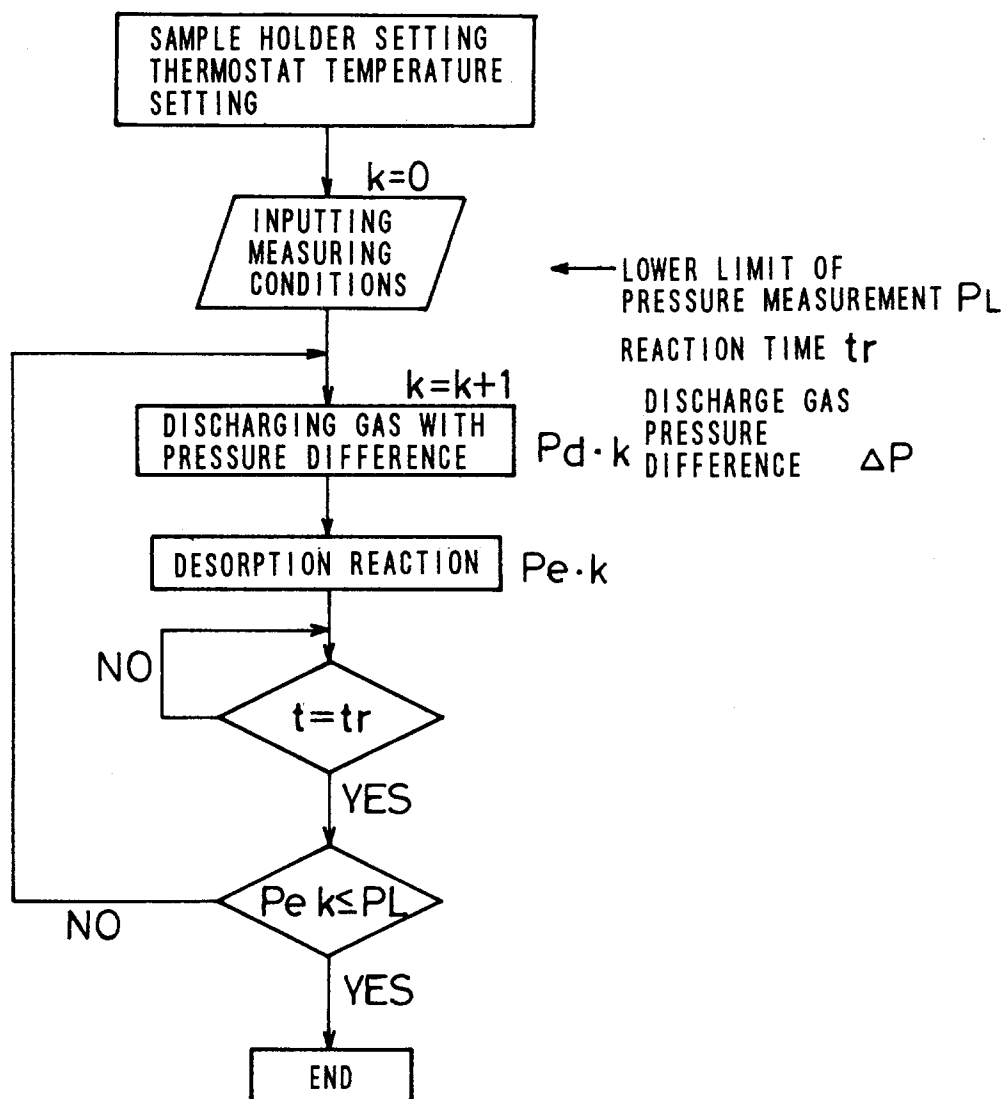 SAMPLE HOLDER SETTING
THERMOSTAT TEMPERATURE
SETTING
k=0
INPUTTING
MEASURING
CONDITIONS
LOWER LIMIT OF
PRESSURE MEASUREMENT PL
REACTION TIME tr
DISCHARGE GAS
PRESSURE
DIFFERENCE ΔP
k=k+1
DISCHARGING GAS WITH
PRESSURE DIFFERENCE
Pd·k
DESORPTION REACTION
Pe·k
NO
t=tr
YES
Pe k≤PL
NO
YES
END